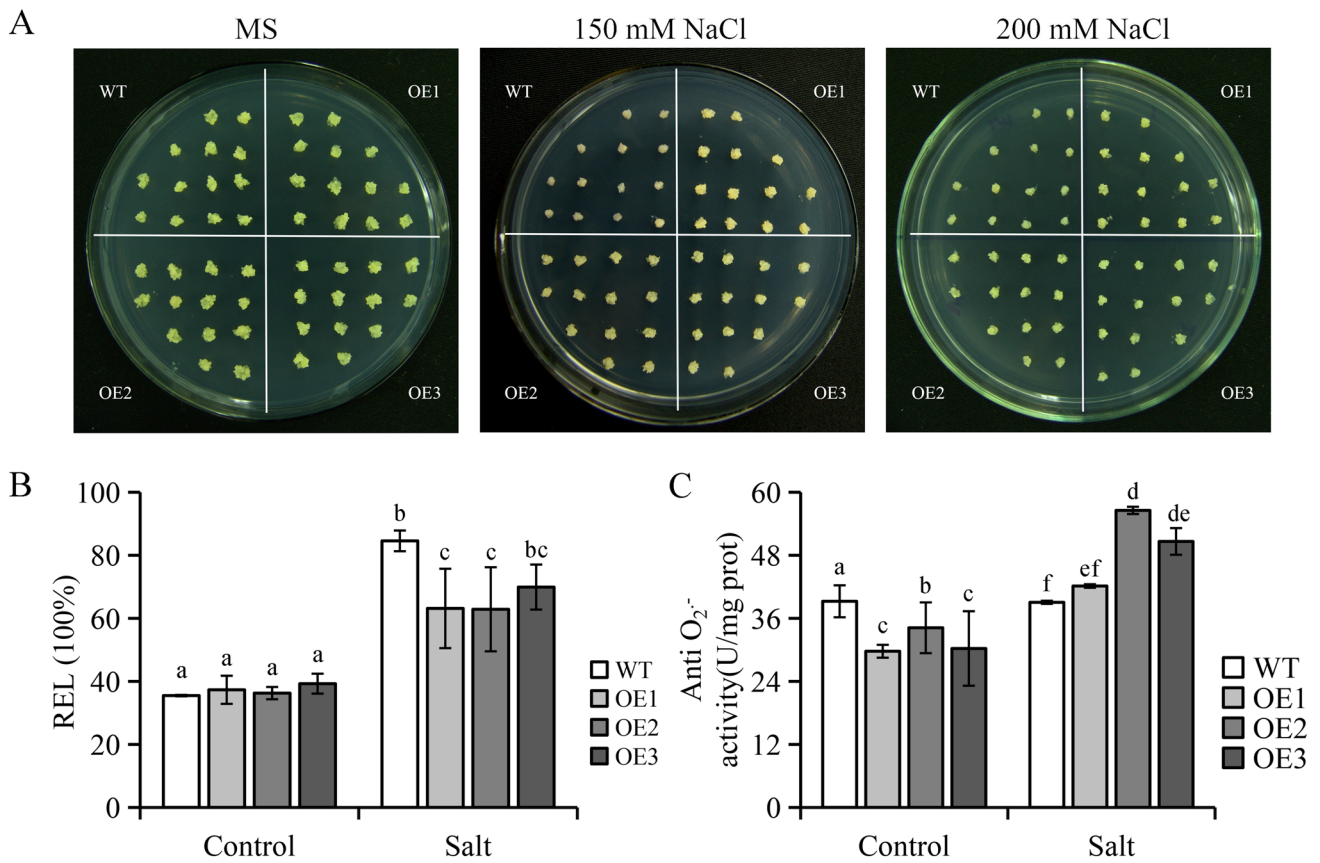 A
MS
150 mM NaCl
200 mM NaCl
WT
OE1
WT
OE1
WT
OE1
OE2
OE3
OE2
OE3
OE2
OE3
B
REL (100%)
100
80
60
40
20
0
a
a
a
a
b
c
c
bc
Control
Salt
WT
OE1
OE2
OE3
C
Anti O₂·⁻
activity(U/mg prot)
60
48
36
24
12
0
a
c
b
c
f
ef
d
de
Control
Salt
WT
OE1
OE2
OE3